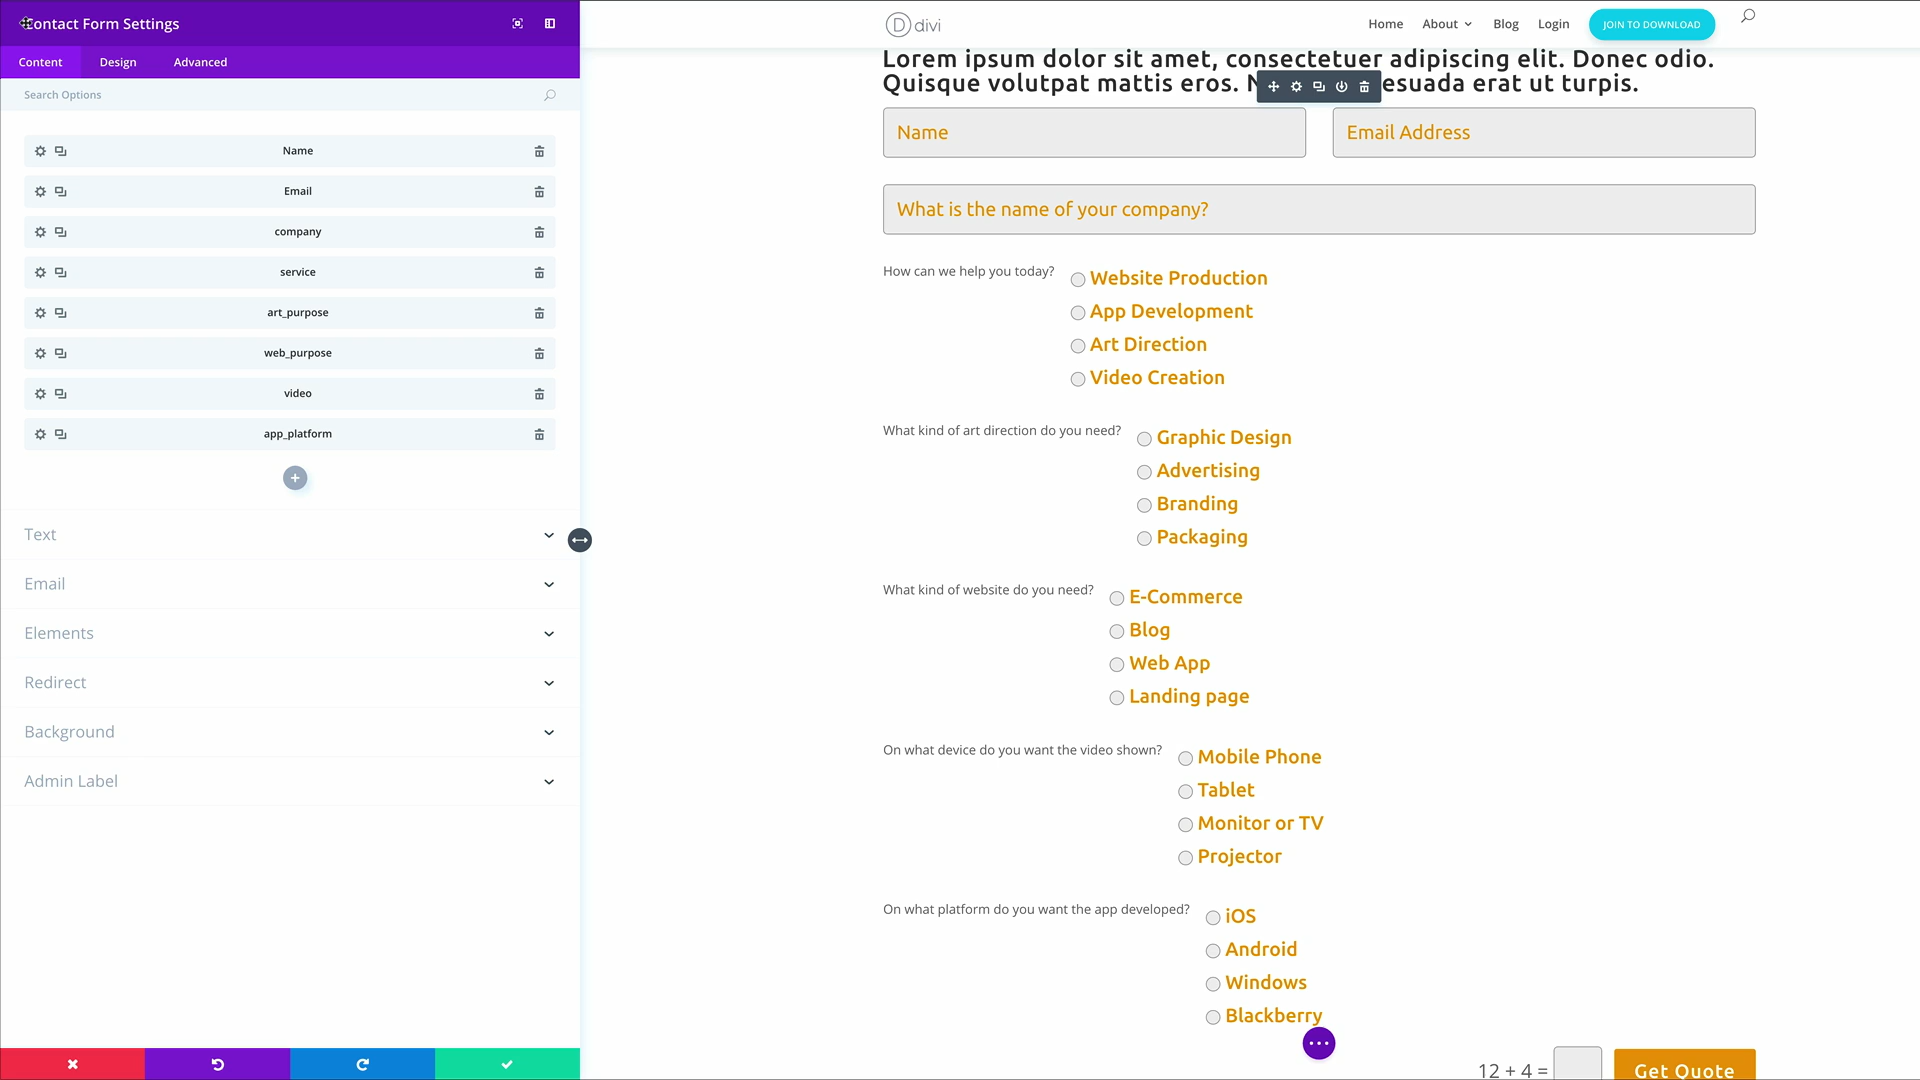 Contact Form Settings
Content Design Advanced
Search Options
Name
Email
company
service
art_purpose
web_purpose
video
app_platform
Text
Email
Elements
Redirect
Background
Admin Label
D divi
Home About Blog Login JOIN TO DOWNLOAD
Lorem ipsum dolor sit amet, consectetuer adipiscing elit. Donec odio.
Quisque volutpat mattis eros. N esuada erat ut turpis.
Name
Email Address
What is the name of your company?
How can we help you today?
Website Production
App Development
Art Direction
Video Creation
What kind of art direction do you need?
Graphic Design
Advertising
Branding
Packaging
What kind of website do you need?
E-Commerce
Blog
Web App
Landing page
On what device do you want the video shown?
Mobile Phone
Tablet
Monitor or TV
Projector
On what platform do you want the app developed?
iOS
Android
Windows
Blackberry
12 + 4 =
Get Quote